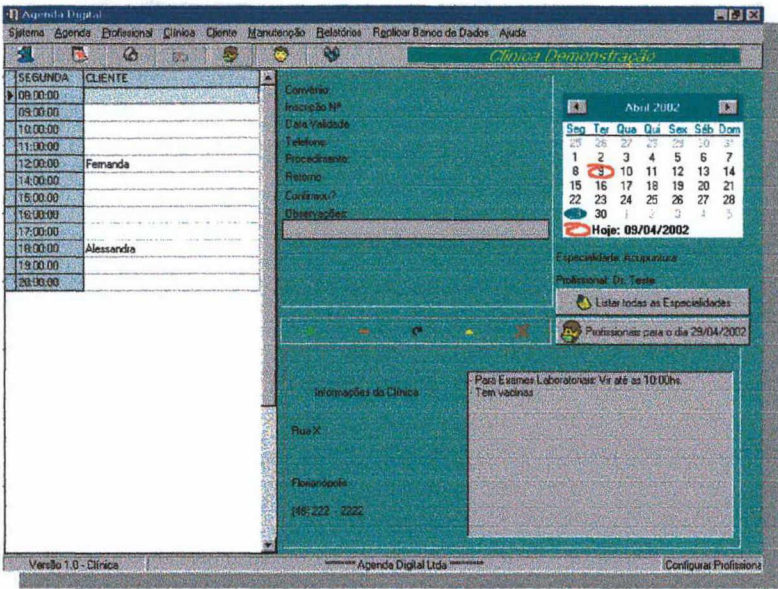 Agenda Digital
Sistema Agenda Profissional Clínica Cliente Manutenção Relatórios Replicar Banco de Dados Ajuda
Clínica Demonstração
SEGUNDA CLIENTE
08:00:00
09:00:00
10:00:00
11:00:00
12:00:00 Fernanda
14:00:00
15:00:00
16:00:00
17:00:00
18:00:00 Alessandra
19:00:00
20:00:00
Convênio:
Inscrição Nº
Data Validade
Telefone:
Procedimento:
Retorno
Confirmou?
Observações:
Abril 2002
Seg Ter Qua Qui Sex Sáb Dom
25 26 27 28 29 30 31
1 2 3 4 5 6 7
8 9 10 11 12 13 14
15 16 17 18 19 20 21
22 23 24 25 26 27 28
29 30 1 2 3 4 5
Hoje: 09/04/2002
Especialidade: Acupuntura
Profissional: Dr. Teste
Listar todas as Especialidades
Profissionais para o dia 29/04/2002
Informações da Clínica
Rua X
Florianópolis
(48) 222 - 2222
- Para Exames Laboratoriais: Vir até as 10:00hs.
Tem vacinas
Versão 1.0 - Clínica
Agenda Digital Ltda
Configurar Profissiona